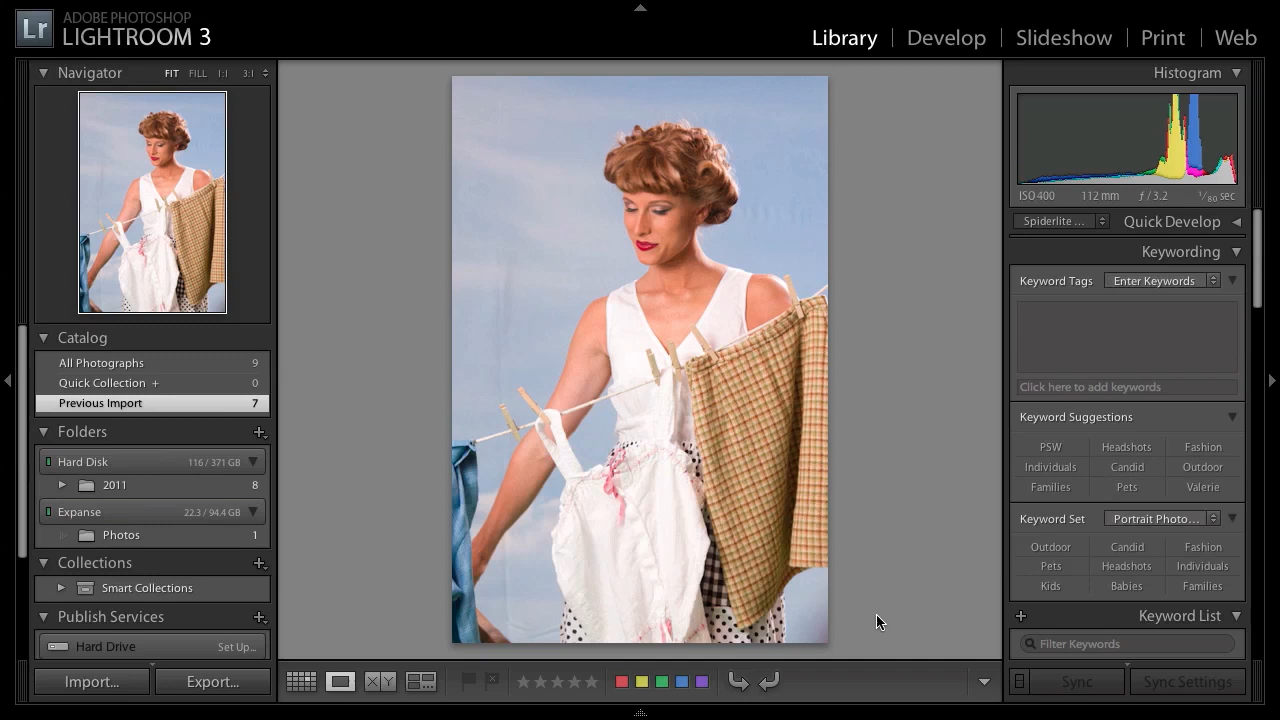 Lr
ADOBE PHOTOSHOP
LIGHTROOM 3
Library | Develop | Slideshow | Print | Web
Navigator FIT FILL 1:1 3:1
Catalog
All Photographs 9
Quick Collection + 0
Previous Import 7
Folders
Hard Disk 116 / 371 GB
2011 8
Expanse 22.3 / 94.4 GB
Photos 1
Collections
Smart Collections
Publish Services
Hard Drive Set Up...
Import... Export...
XY
Histogram
ISO 400 112 mm ƒ / 3.2 1/80 sec
Spiderlite ... Quick Develop
Keywording
Keyword Tags Enter Keywords
Click here to add keywords
Keyword Suggestions
PSW Headshots Fashion
Individuals Candid Outdoor
Families Pets Valerie
Keyword Set Portrait Photo...
Outdoor Candid Fashion
Pets Headshots Individuals
Kids Babies Families
Keyword List
Filter Keywords
Sync Sync Settings